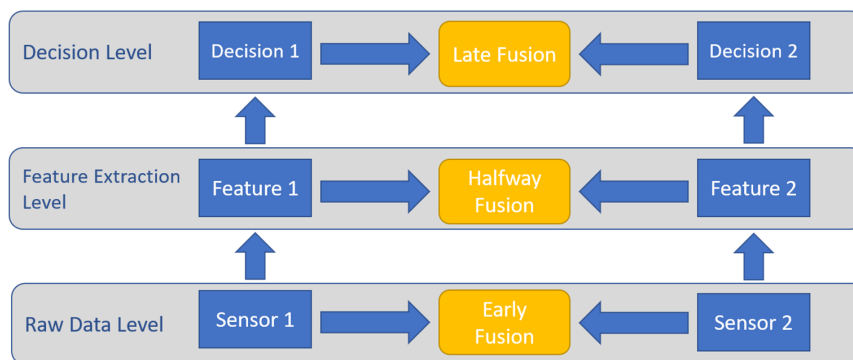 Decision Level
Decision 1
Late Fusion
Decision 2
Feature Extraction
Level
Feature 1
Halfway
Fusion
Feature 2
Raw Data Level
Sensor 1
Early
Fusion
Sensor 2